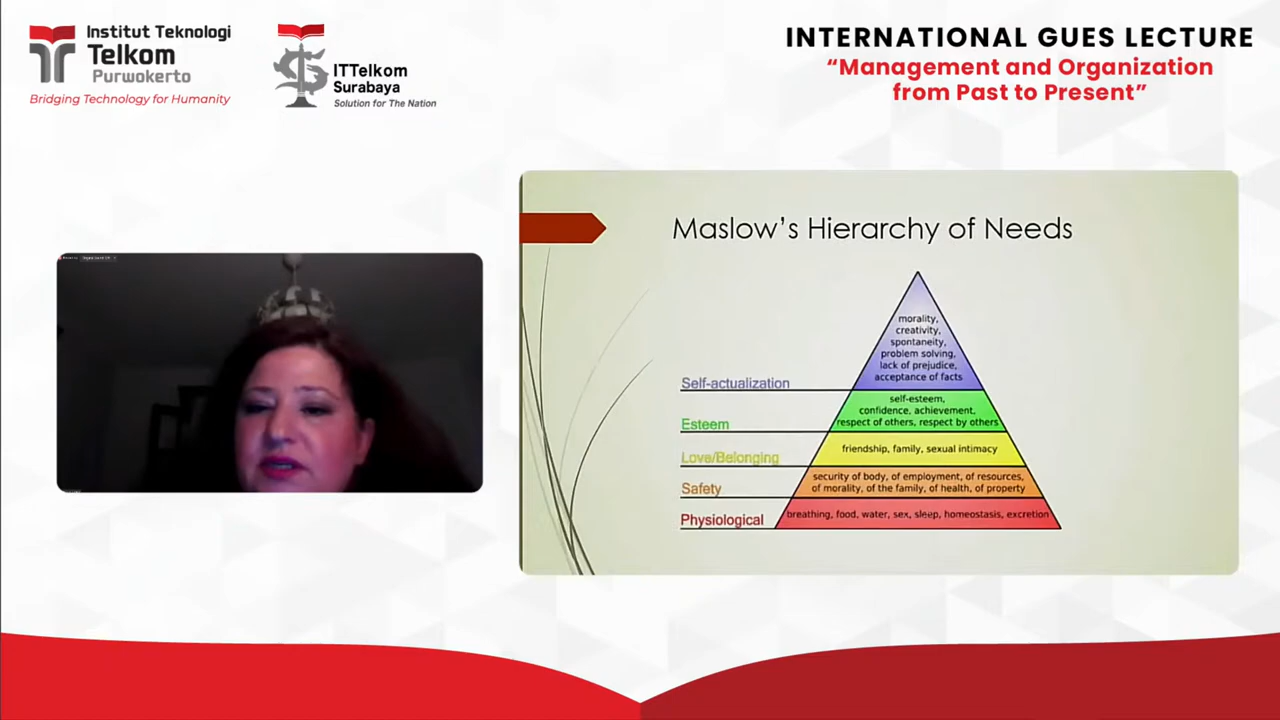 Institut Teknologi
Telkom
Purwokerto
Bridging Technology for Humanity
ITTelkom
Surabaya
Solution for The Nation
INTERNATIONAL GUES LECTURE
“Management and Organization
from Past to Present”
Maslow’s Hierarchy of Needs
morality,
creativity,
spontaneity,
problem solving,
lack of prejudice,
acceptance of facts
Self-actualization
self-esteem,
confidence, achievement,
respect of others, respect by others
Esteem
friendship, family, sexual intimacy
Love/Belonging
security of body, of employment, of resources,
of morality, of the family, of health, of property
Safety
breathing, food, water, sex, sleep, homeostasis, excretion
Physiological